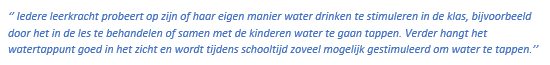 “ Iedere leerkracht probeert op zijn of haar eigen manier water drinken te stimuleren in de klas, bijvoorbeeld
door het in de les te behandelen of samen met de kinderen water te gaan tappen. Verder hangt het
watertappunt goed in het zicht en wordt tijdens schooltijd zoveel mogelijk gestimuleerd om water te tappen.”